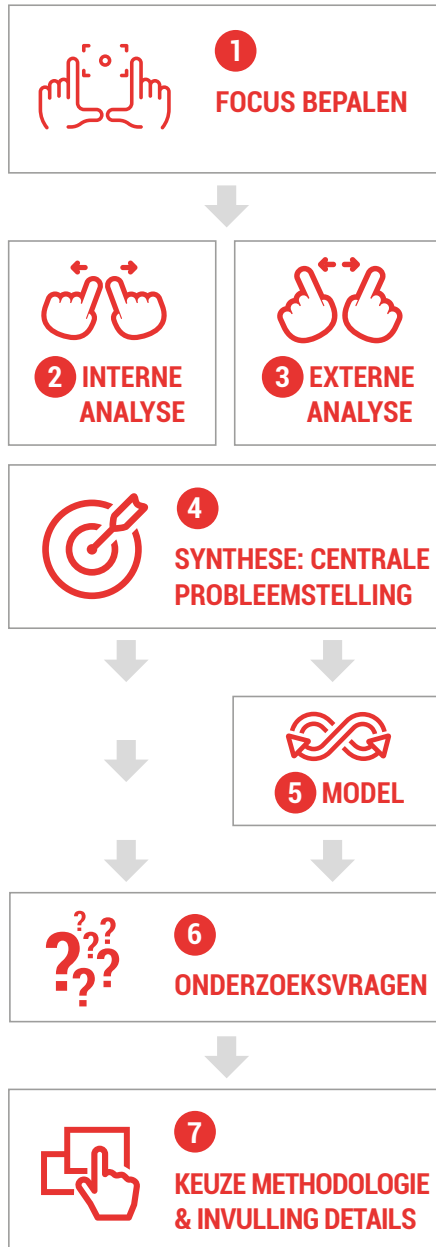 1
FOCUS BEPALEN
2 INTERNE
ANALYSE
3 EXTERNE
ANALYSE
4
SYNTHESE: CENTRALE
PROBLEEMSTELLING
5 MODEL
? ? ? ? ? ? ?
6
ONDERZOEKSVRAGEN
7
KEUZE METHODOLOGIE
& INVULLING DETAILS